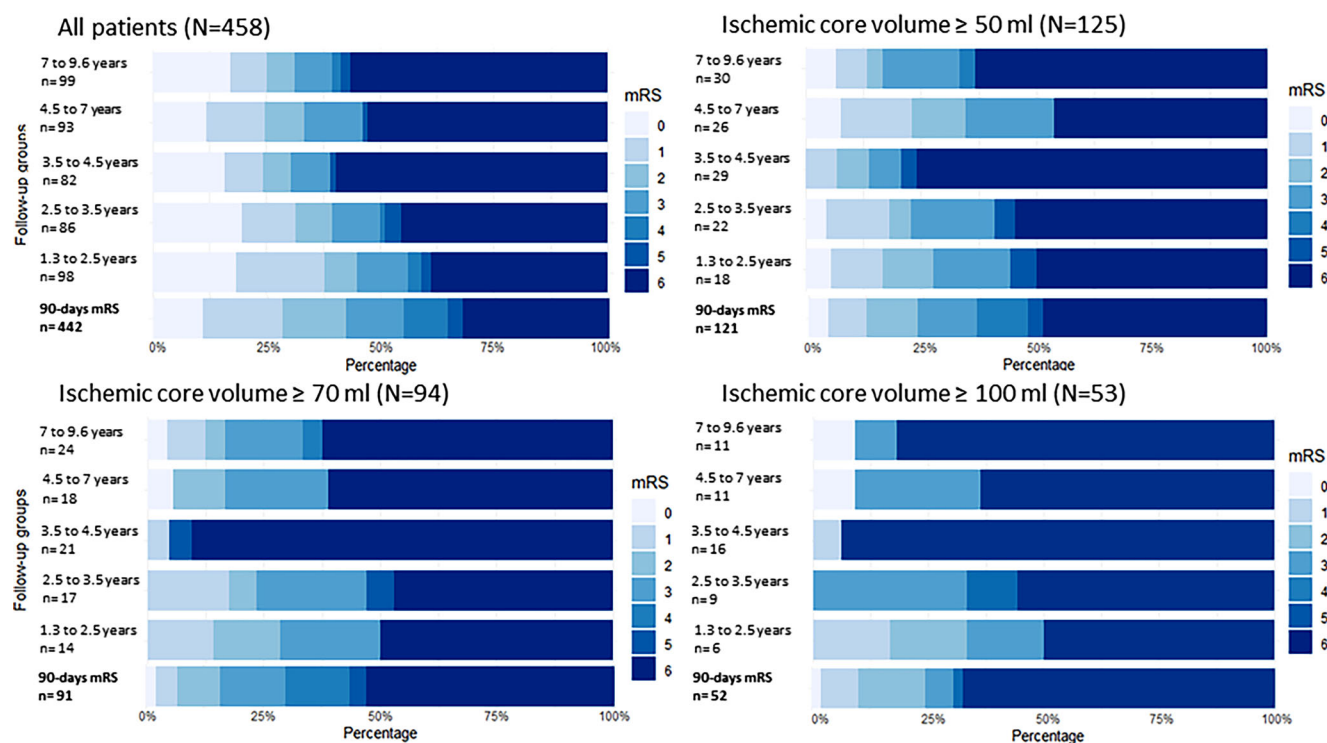 All patients (N=458)
7 to 9.6 years
n=99
4.5 to 7 years
n=93
3.5 to 4.5 years
n=82
2.5 to 3.5 years
n=86
1.3 to 2.5 years
n=98
90-days mRS
n=442
Follow-up groups
0%
25%
50%
75%
100%
Percentage
mRS
0
1
2
3
4
5
6
Ischemic core volume ≥ 50 ml (N=125)
7 to 9.6 years
n=30
4.5 to 7 years
n=26
3.5 to 4.5 years
n=29
2.5 to 3.5 years
n=22
1.3 to 2.5 years
n=18
90-days mRS
n=121
0%
25%
50%
75%
100%
Percentage
mRS
0
1
2
3
4
5
6
Ischemic core volume ≥ 70 ml (N=94)
7 to 9.6 years
n=24
4.5 to 7 years
n=18
3.5 to 4.5 years
n=21
2.5 to 3.5 years
n=17
1.3 to 2.5 years
n=14
90-days mRS
n=91
Follow-up groups
0%
25%
50%
75%
100%
Percentage
mRS
0
1
2
3
4
5
6
Ischemic core volume ≥ 100 ml (N=53)
7 to 9.6 years
n=11
4.5 to 7 years
n=11
3.5 to 4.5 years
n=16
2.5 to 3.5 years
n=9
1.3 to 2.5 years
n=6
90-days mRS
n=52
0%
25%
50%
75%
100%
Percentage
mRS
0
1
2
3
4
5
6